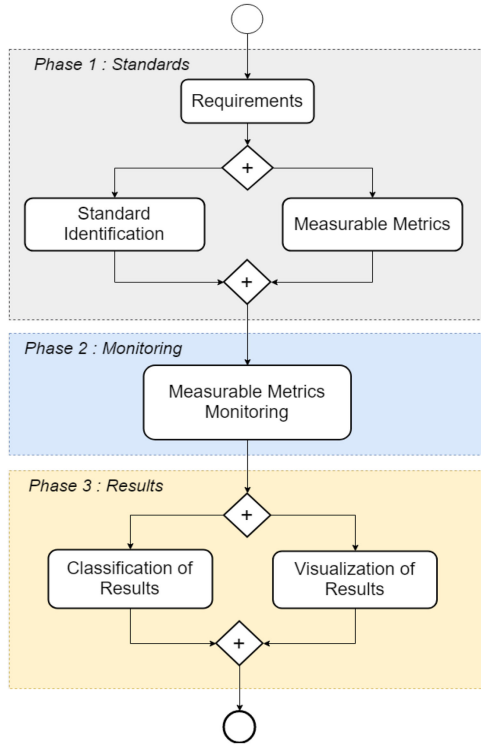 Phase 1 : Standards
Requirements
+
Standard
Identification
Measurable Metrics
+
Phase 2 : Monitoring
Measurable Metrics
Monitoring
Phase 3 : Results
+
Classification of
Results
Visualization of
Results
+